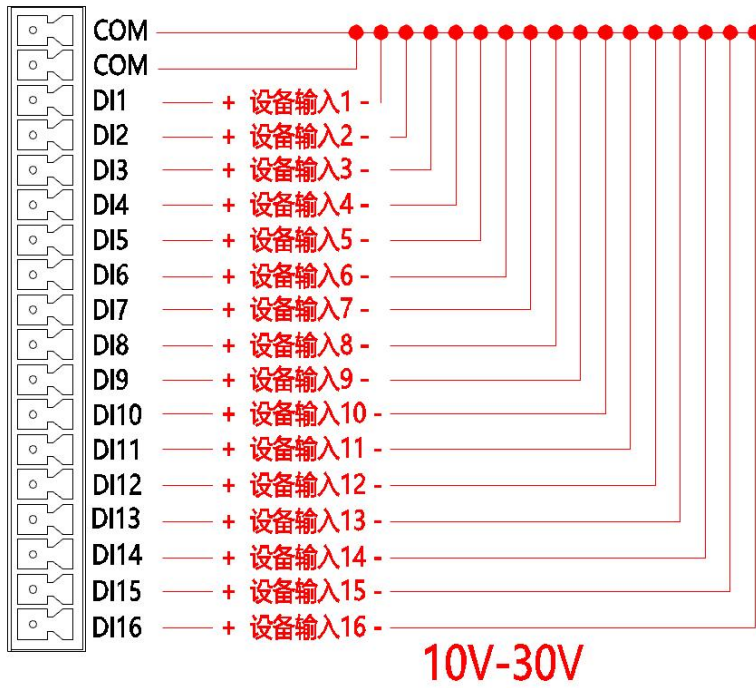 COM
COM
DI1 + 设备输入1 -
DI2 + 设备输入2 -
DI3 + 设备输入3 -
DI4 + 设备输入4 -
DI5 + 设备输入5 -
DI6 + 设备输入6 -
DI7 + 设备输入7 -
DI8 + 设备输入8 -
DI9 + 设备输入9 -
DI10 + 设备输入10 -
DI11 + 设备输入11 -
DI12 + 设备输入12 -
DI13 + 设备输入13 -
DI14 + 设备输入14 -
DI15 + 设备输入15 -
DI16 + 设备输入16 -
10V-30V